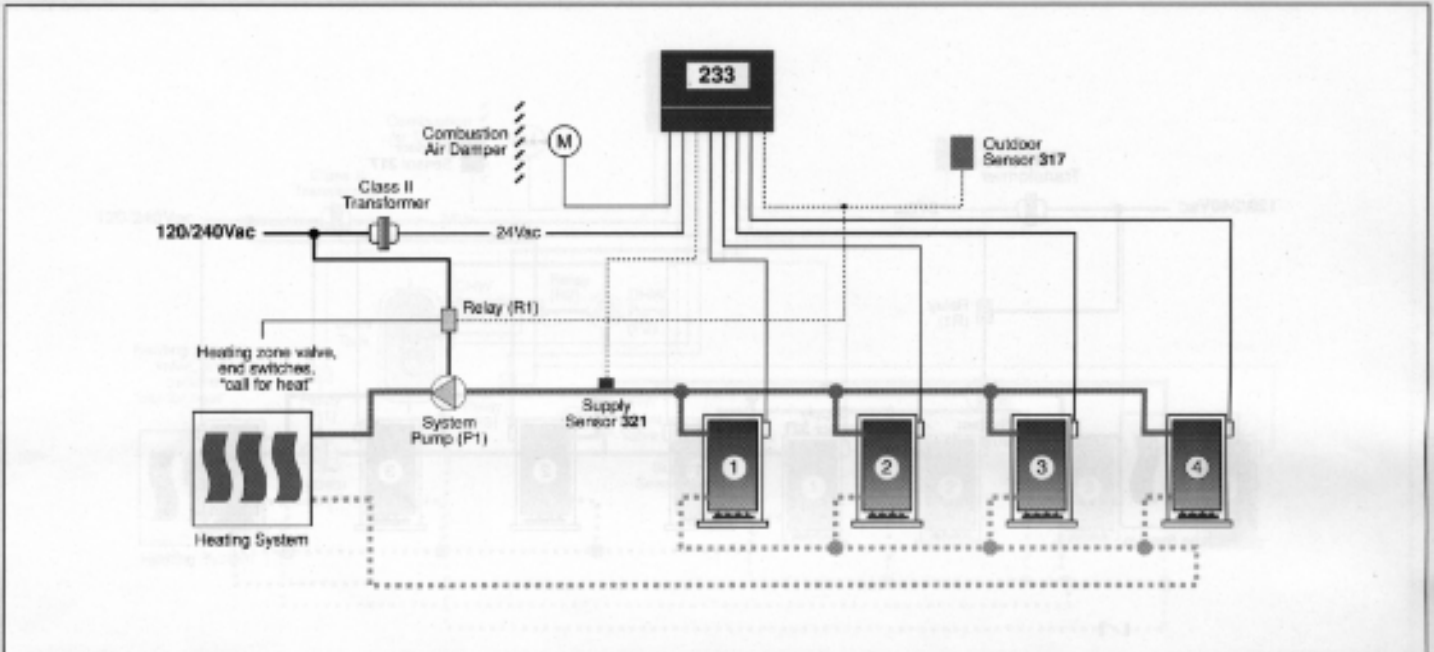 233
Combustion
Air Damper
M
Outdoor
Sensor 317
Class II
Transformer
120/240Vac
24Vac
Relay (R1)
Heating zone valve,
end switches,
"call for heat"
System
Pump (P1)
Supply
Sensor 321
1
2
3
4
Heating System